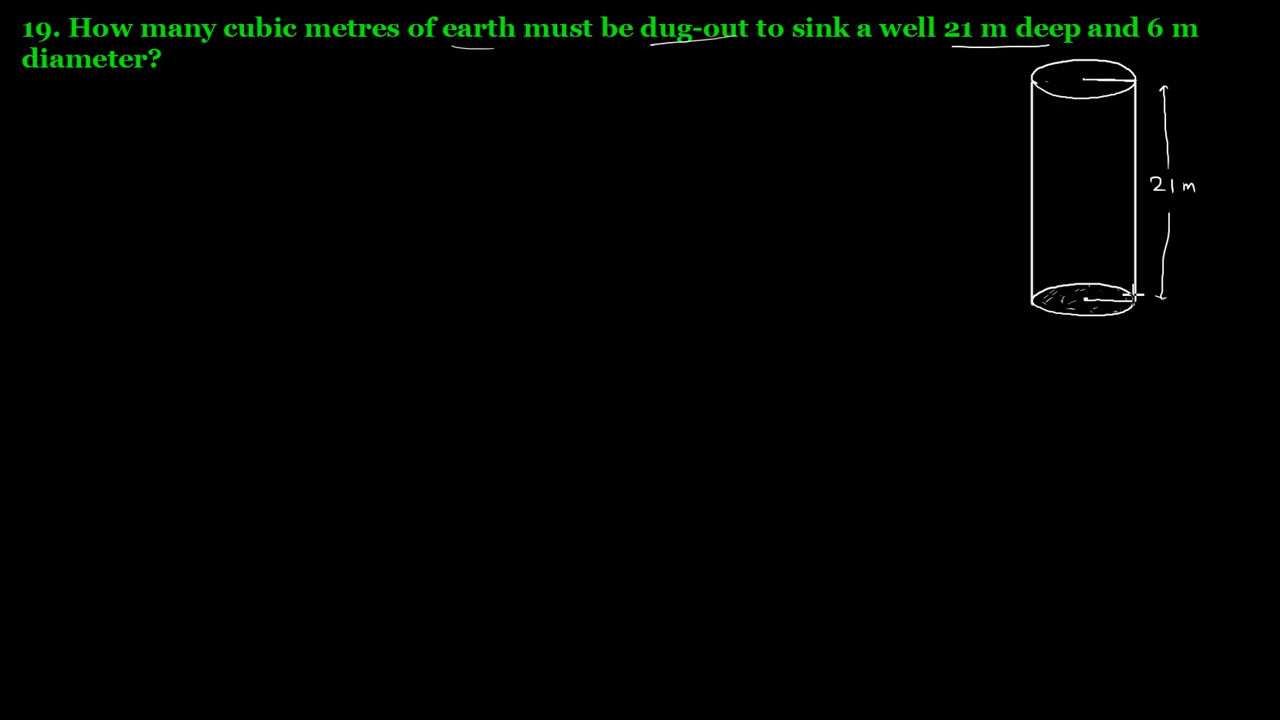 19. How many cubic metres of earth must be dug-out to sink a well 21 m deep and 6 m
diameter?
21 m